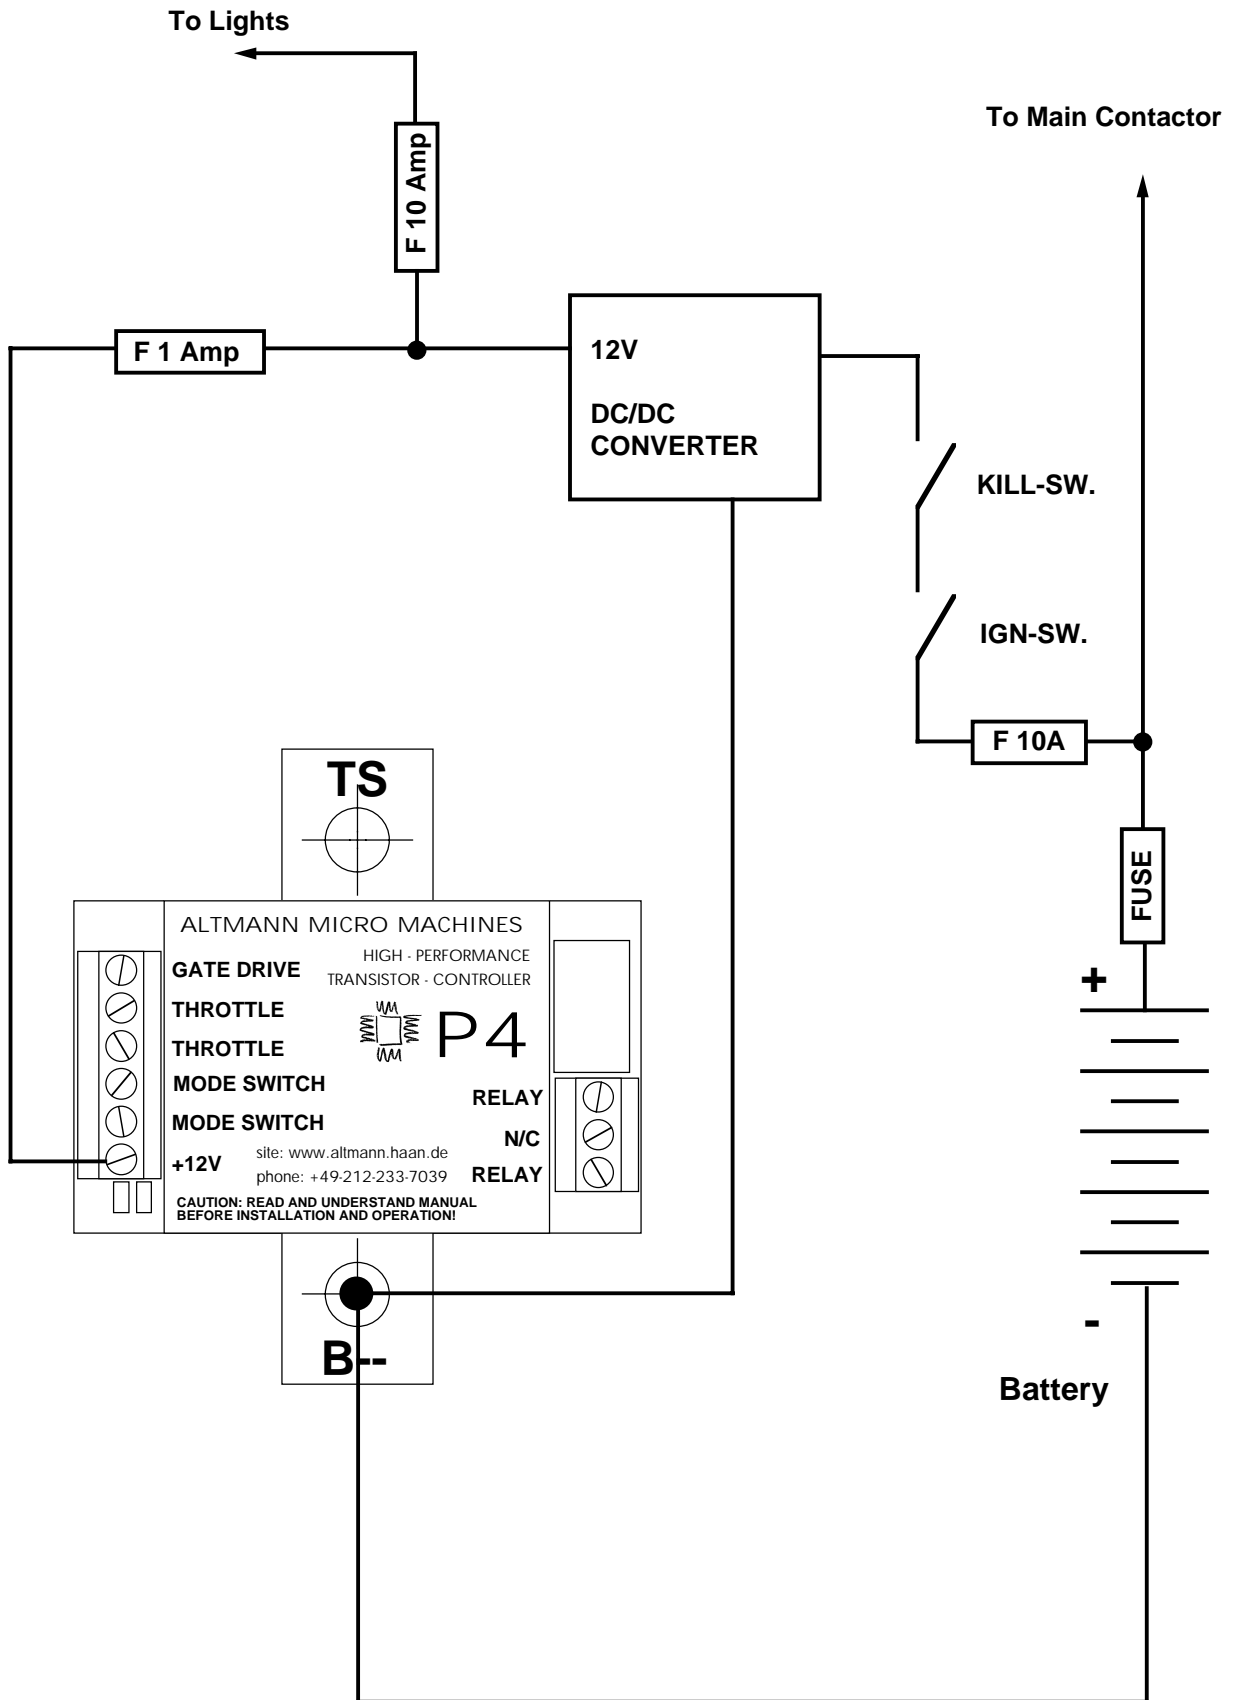 To Lights
To Main Contactor
F 10 Amp
F 1 Amp
12V
DC/DC
CONVERTER
KILL-SW.
IGN-SW.
F 10A
FUSE
TS
ALTMANN MICRO MACHINES
HIGH - PERFORMANCE
TRANSISTOR - CONTROLLER
P4
GATE DRIVE
THROTTLE
THROTTLE
MODE SWITCH
MODE SWITCH
+12V
RELAY
N/C
RELAY
site: www.altmann.haan.de
phone: +49-212-233-7039
CAUTION: READ AND UNDERSTAND MANUAL
BEFORE INSTALLATION AND OPERATION!
B--
+
-
Battery